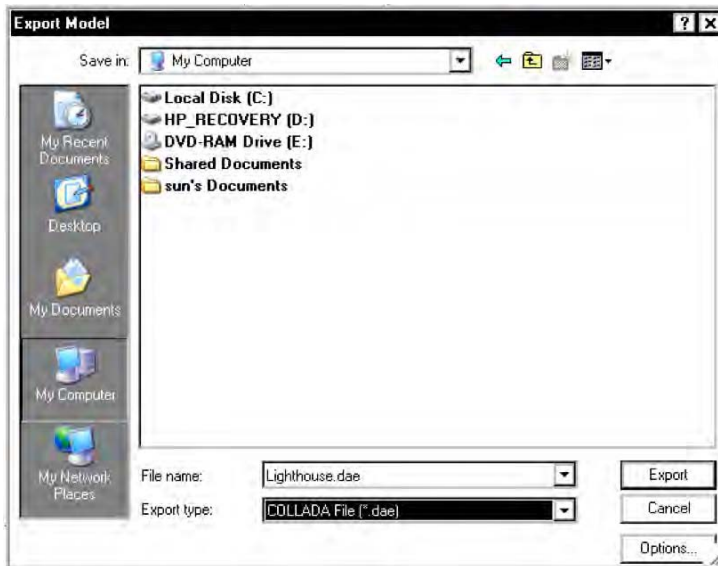 Export Model
Save in: My Computer
Local Disk (C:)
HP_RECOVERY (D:)
DVD-RAM Drive (E:)
Shared Documents
sun's Documents
My Recent
Documents
Desktop
My Documents
My Computer
My Network
Places
File name: Lighthouse.dae Export
Export type: COLLADA File (*.dae) Cancel
Options...